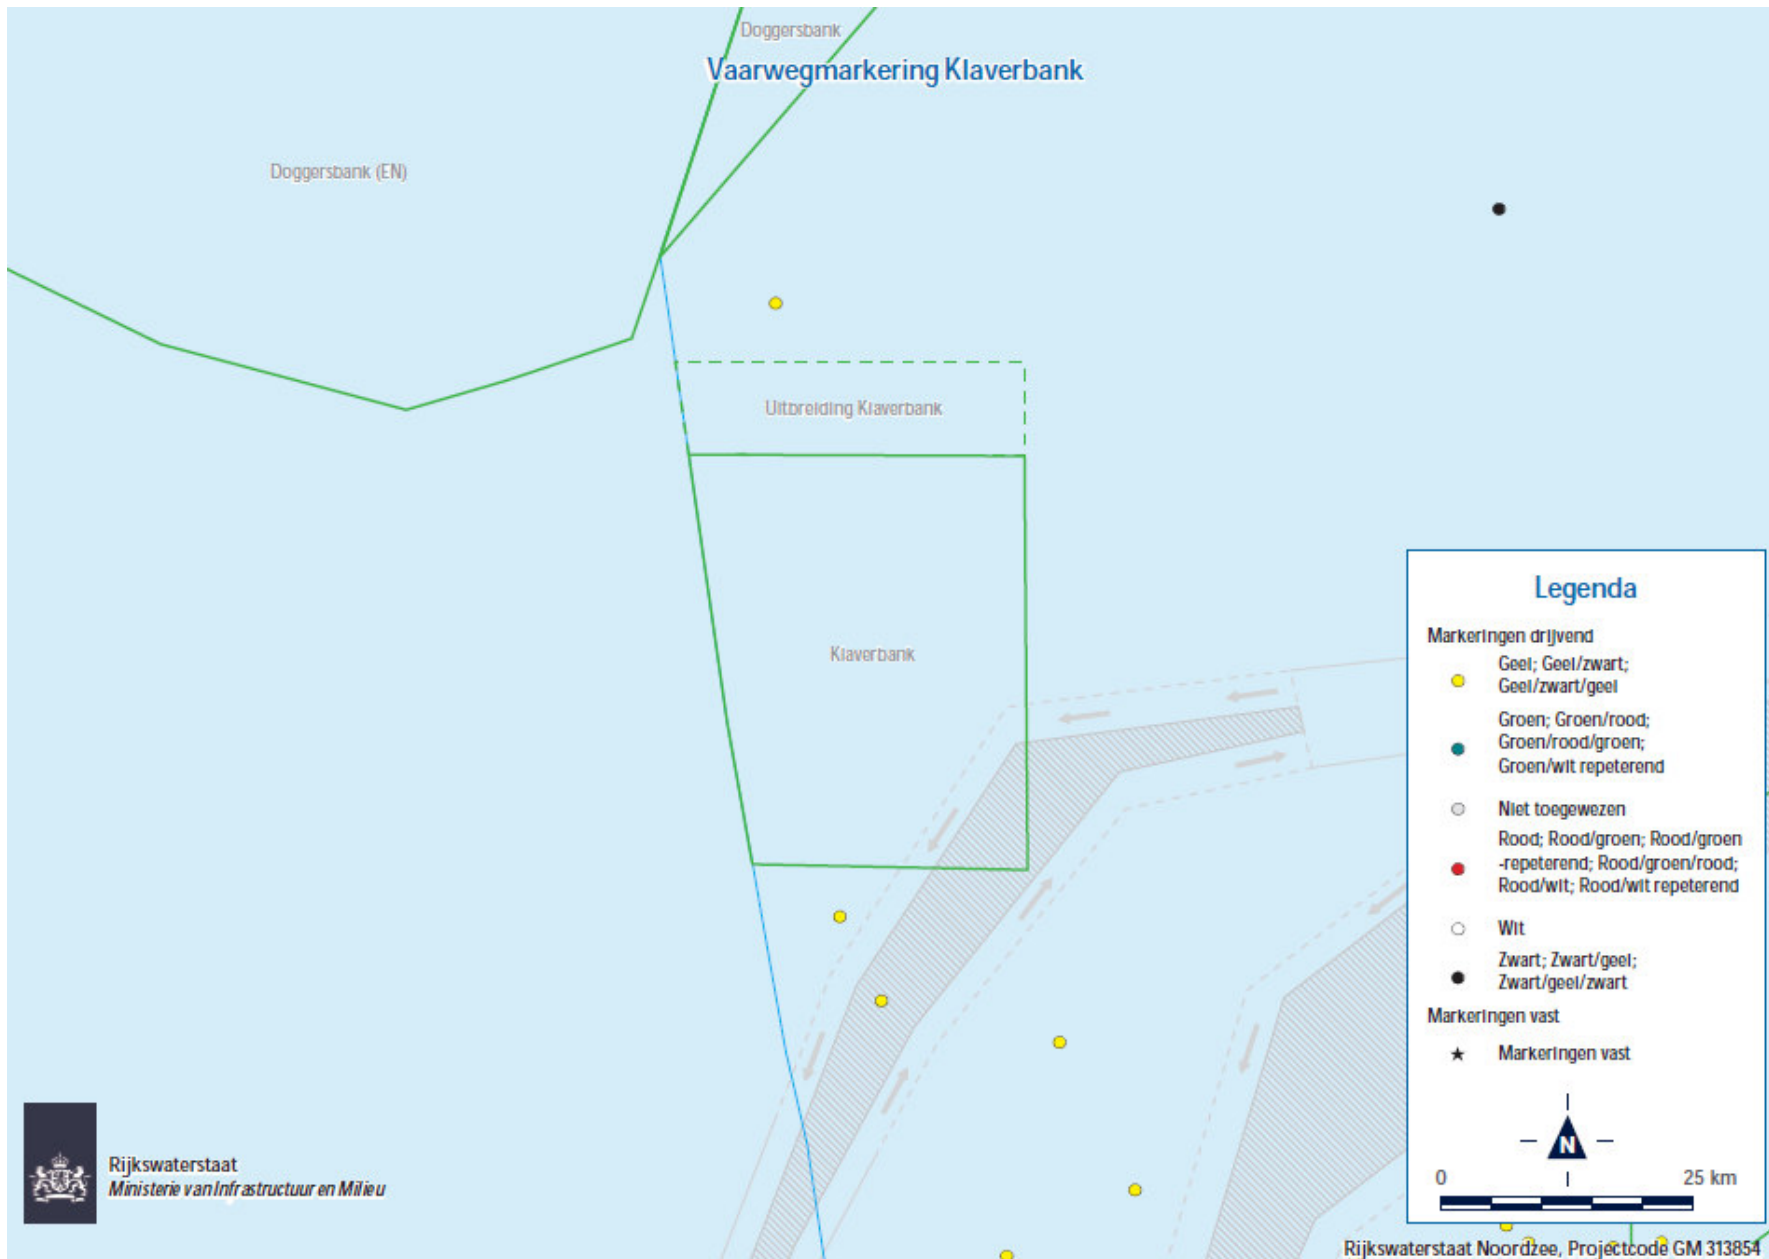 Doggersbank
Vaarwegmarkering Klaverbank
Doggersbank (EN)
Uitbreiding Klaverbank
Klaverbank
Legenda
Markeringen drijvend
Geel; Geel/zwart;
Geel/zwart/geel
Groen; Groen/rood;
Groen/rood/groen;
Groen/wit repeterend
Niet toegewezen
Rood; Rood/groen; Rood/groen
-repeterend; Rood/groen/rood;
Rood/wit; Rood/wit repeterend
Wit
Zwart; Zwart/geel;
Zwart/geel/zwart
Markeringen vast
Markeringen vast
N
0 25 km
Rijkswaterstaat
Ministerie van Infrastructuur en Milieu
Rijkswaterstaat Noordzee, Projectcode GM 313854